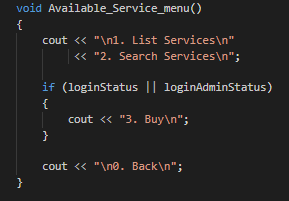 void Available_Service_menu()
{
    cout << "\n1. List Services\n"
         << "2. Search Services\n";

    if (loginStatus || loginAdminStatus)
    {
        cout << "3. Buy\n";
    }

    cout << "\n0. Back\n";
}